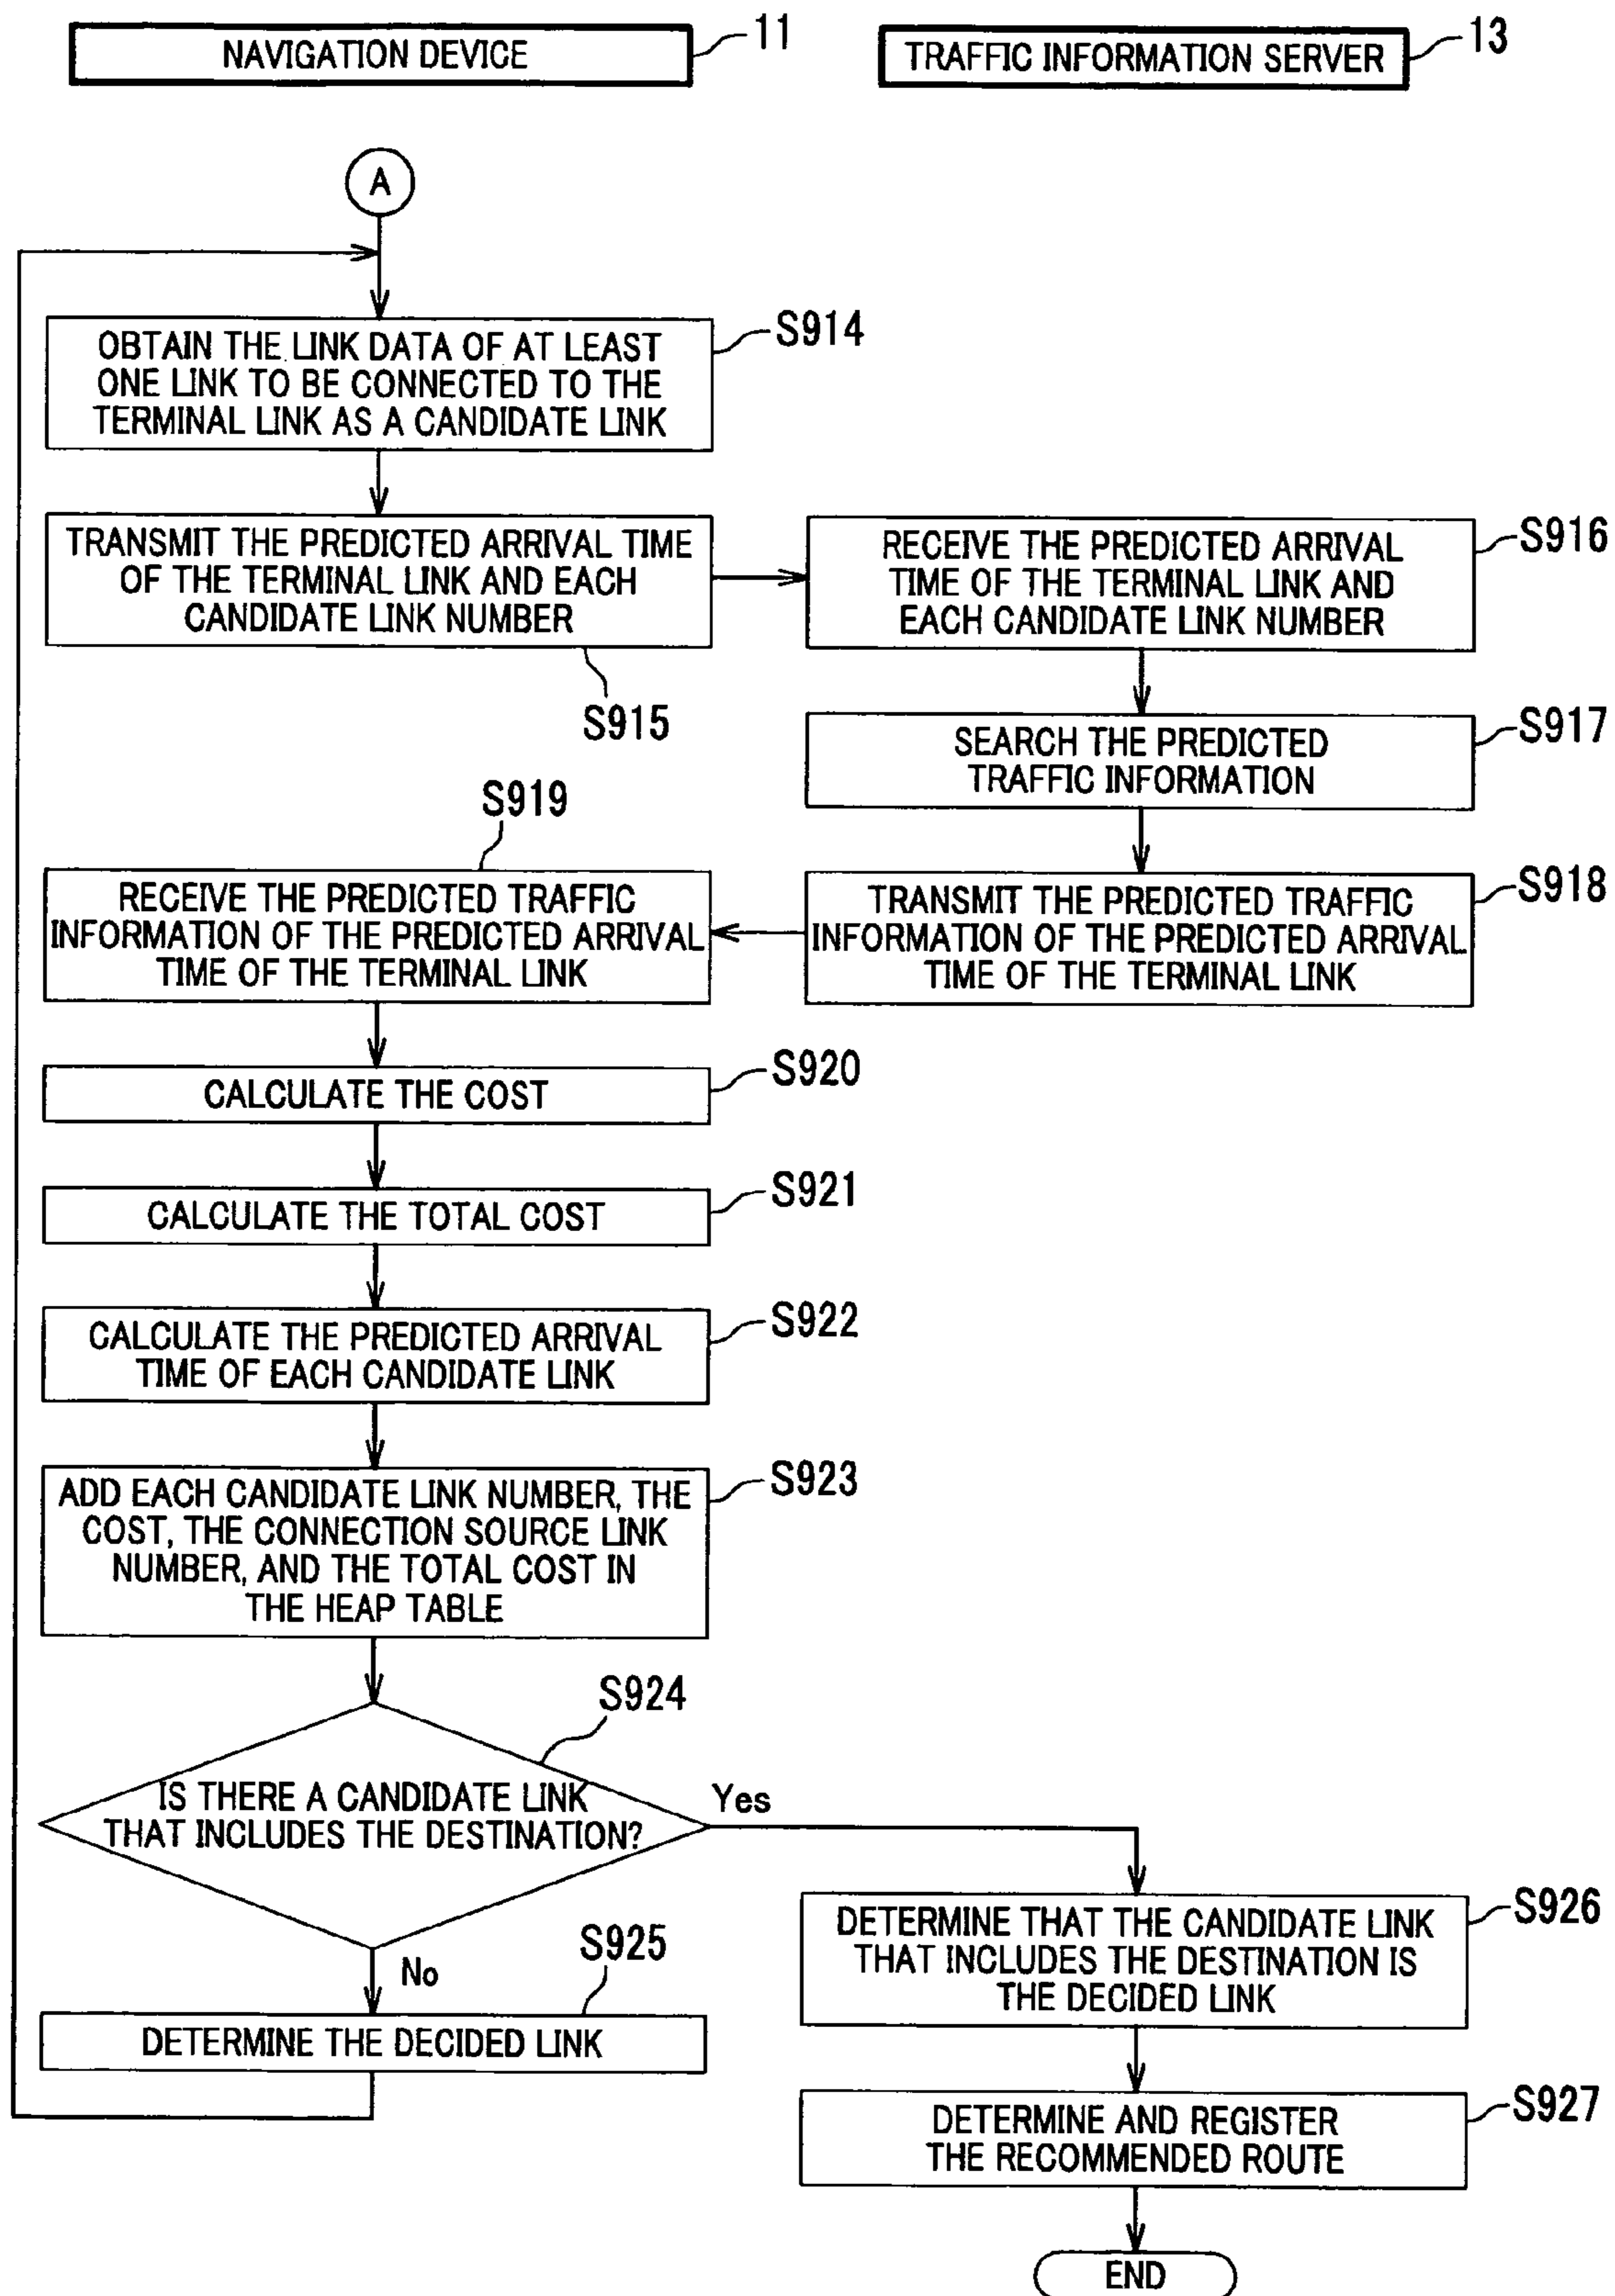 NAVIGATION DEVICE
11
TRAFFIC INFORMATION SERVER
13
A
OBTAIN THE LINK DATA OF AT LEAST
ONE LINK TO BE CONNECTED TO THE
TERMINAL LINK AS A CANDIDATE LINK
S914
TRANSMIT THE PREDICTED ARRIVAL TIME
OF THE TERMINAL LINK AND EACH
CANDIDATE LINK NUMBER
S915
RECEIVE THE PREDICTED ARRIVAL
TIME OF THE TERMINAL LINK AND
EACH CANDIDATE LINK NUMBER
S916
SEARCH THE PREDICTED
TRAFFIC INFORMATION
S917
TRANSMIT THE PREDICTED TRAFFIC
INFORMATION OF THE PREDICTED ARRIVAL
TIME OF THE TERMINAL LINK
S918
S919
RECEIVE THE PREDICTED TRAFFIC
INFORMATION OF THE PREDICTED ARRIVAL
TIME OF THE TERMINAL LINK
CALCULATE THE COST
S920
CALCULATE THE TOTAL COST
S921
CALCULATE THE PREDICTED ARRIVAL
TIME OF EACH CANDIDATE LINK
S922
ADD EACH CANDIDATE LINK NUMBER, THE
COST, THE CONNECTION SOURCE LINK
NUMBER, AND THE TOTAL COST IN
THE HEAP TABLE
S923
S924
IS THERE A CANDIDATE LINK
THAT INCLUDES THE DESTINATION?
Yes
No
S925
DETERMINE THE DECIDED LINK
DETERMINE THAT THE CANDIDATE LINK
THAT INCLUDES THE DESTINATION IS
THE DECIDED LINK
S926
DETERMINE AND REGISTER
THE RECOMMENDED ROUTE
S927
END